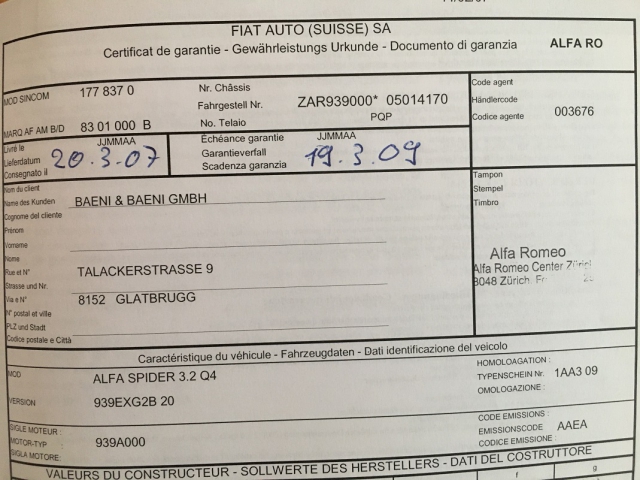 FIAT AUTO (SUISSE) SA
Certificat de garantie - Gewährleistungs Urkunde - Documento di garanzia ALFA RO
MOD SINCOM 177 837 0
Nr. Châssis
Fahrgestell Nr. ZAR939000* 05014170
No. Telaio PQP
Code agent
Händlercode
Codice agente 003676
MARQ AF AM B/D 83 01 000 B
Livré le JJMMAA
Lieferdatum 20.3.07
Consegnato il
Echéance garantie JJMMAA
Garantieverfall 19.3.09
Scadenza garanzia
Nom du client
Name des Kunden BAENI & BAENI GMBH
Cognome del cliente
Prénom
Vorname
Nome
Rue et N° TALACKERSTRASSE 9
Strasse und Nr.
Via e N° 8152 GLATBRUGG
N° postal et ville
PLZ und Stadt
Codice postale e Città
Tampon
Stempel
Timbro
Alfa Romeo
Alfa Romeo Center Zürich
8048 Zürich
Caractéristique du véhicule - Fahrzeugdaten - Dati identificazione del veicolo
MOD ALFA SPIDER 3.2 Q4
VERSION 939EXG2B 20
HOMOLOAGATION :
TYPENSCHEIN Nr. 1AA3 09
OMOLOGAZIONE :
SIGLE MOTEUR :
MOTOR-TYP : 939A000
SIGLA MOTORE:
CODE EMISSIONS :
EMISSIONSCODE AAEA
CODICE EMISSIONE :
VALEURS DU CONSTRUCTEUR - SOLLWERTE DES HERSTELLERS - DATI DEL COSTRUTTORE
f g